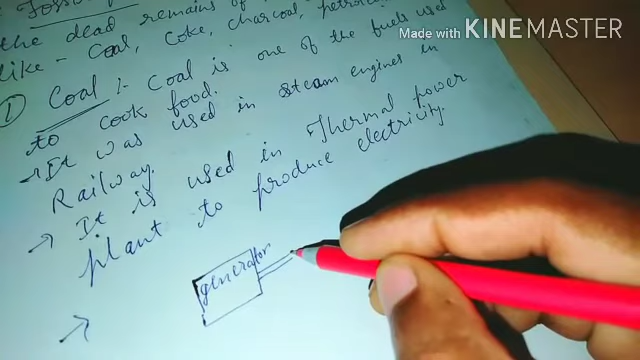 Made with KINEMASTER
the dead remains of
like - Coal, Coke, charcoal,
① Coal :- Coal is one of the fuels used
to cook food.
→ It was used in steam engines in
Railway.
→ It is used in Thermal power
plant to produce electricity.
generator
→